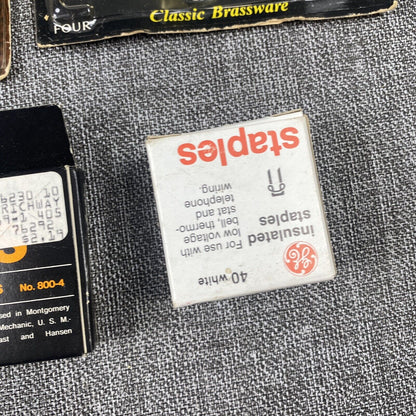 Classic Brassware
FOUR
staples
insulated
staples
For use with
low voltage
bell, thermo-
stat and
telephone
wiring.
40 white
GE
No. 800-4
sed in Montgomery
Mechanic, U. S. M.-
ast and Hansen